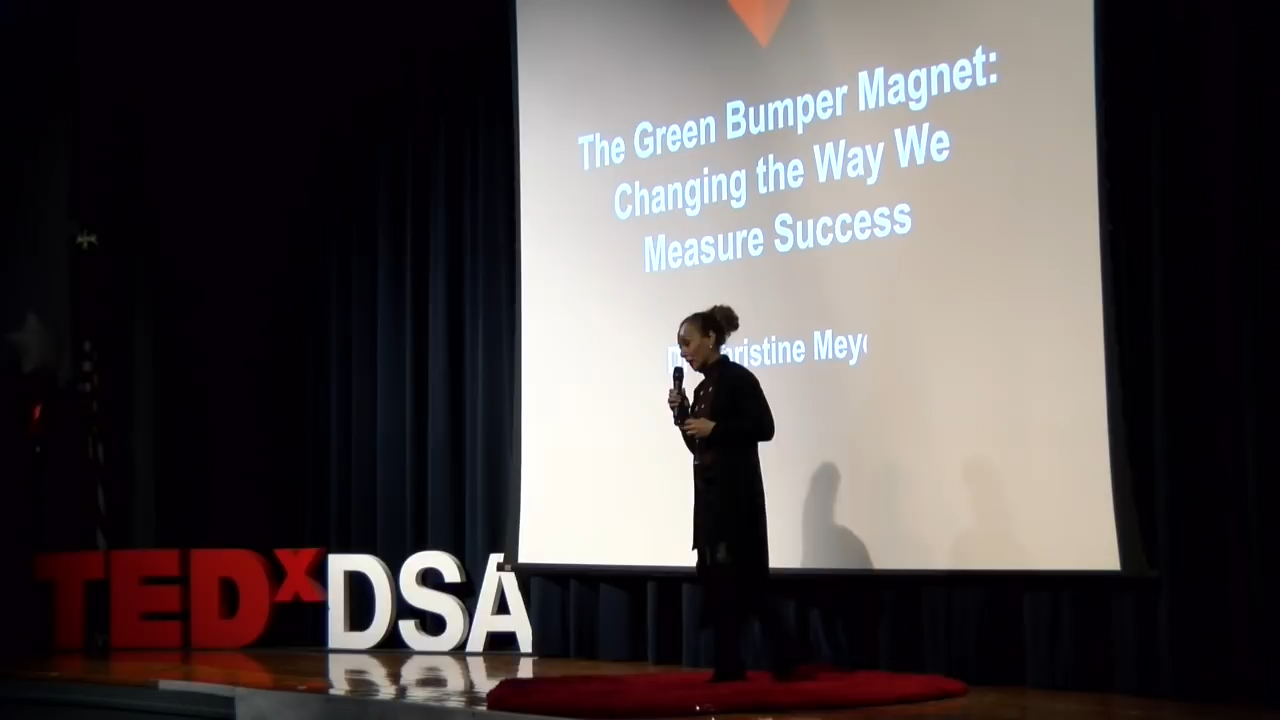 The Green Bumper Magnet:
Changing the Way We
Measure Success
TEDxDSA